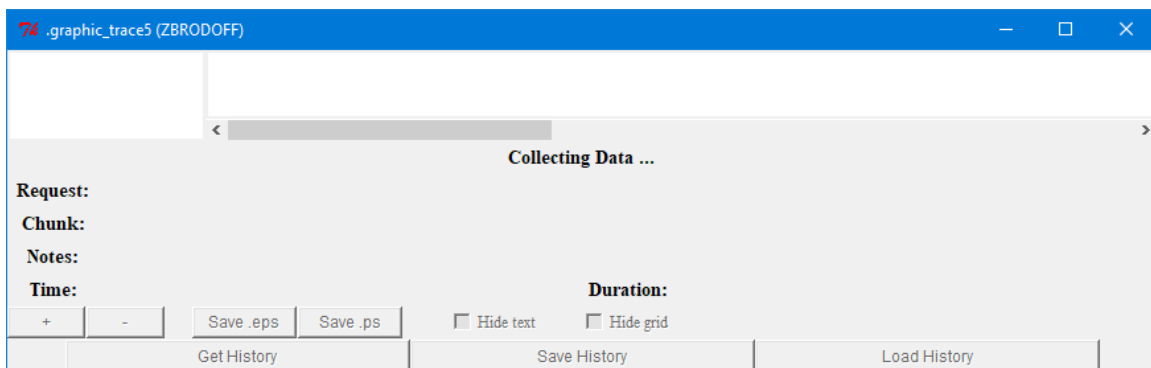 .graphic_trace5 (ZBRODOFF)
Collecting Data ...
Request:
Chunk:
Notes:
Time: Duration:
+ - Save .eps Save .ps Hide text Hide grid
Get History Save History Load History